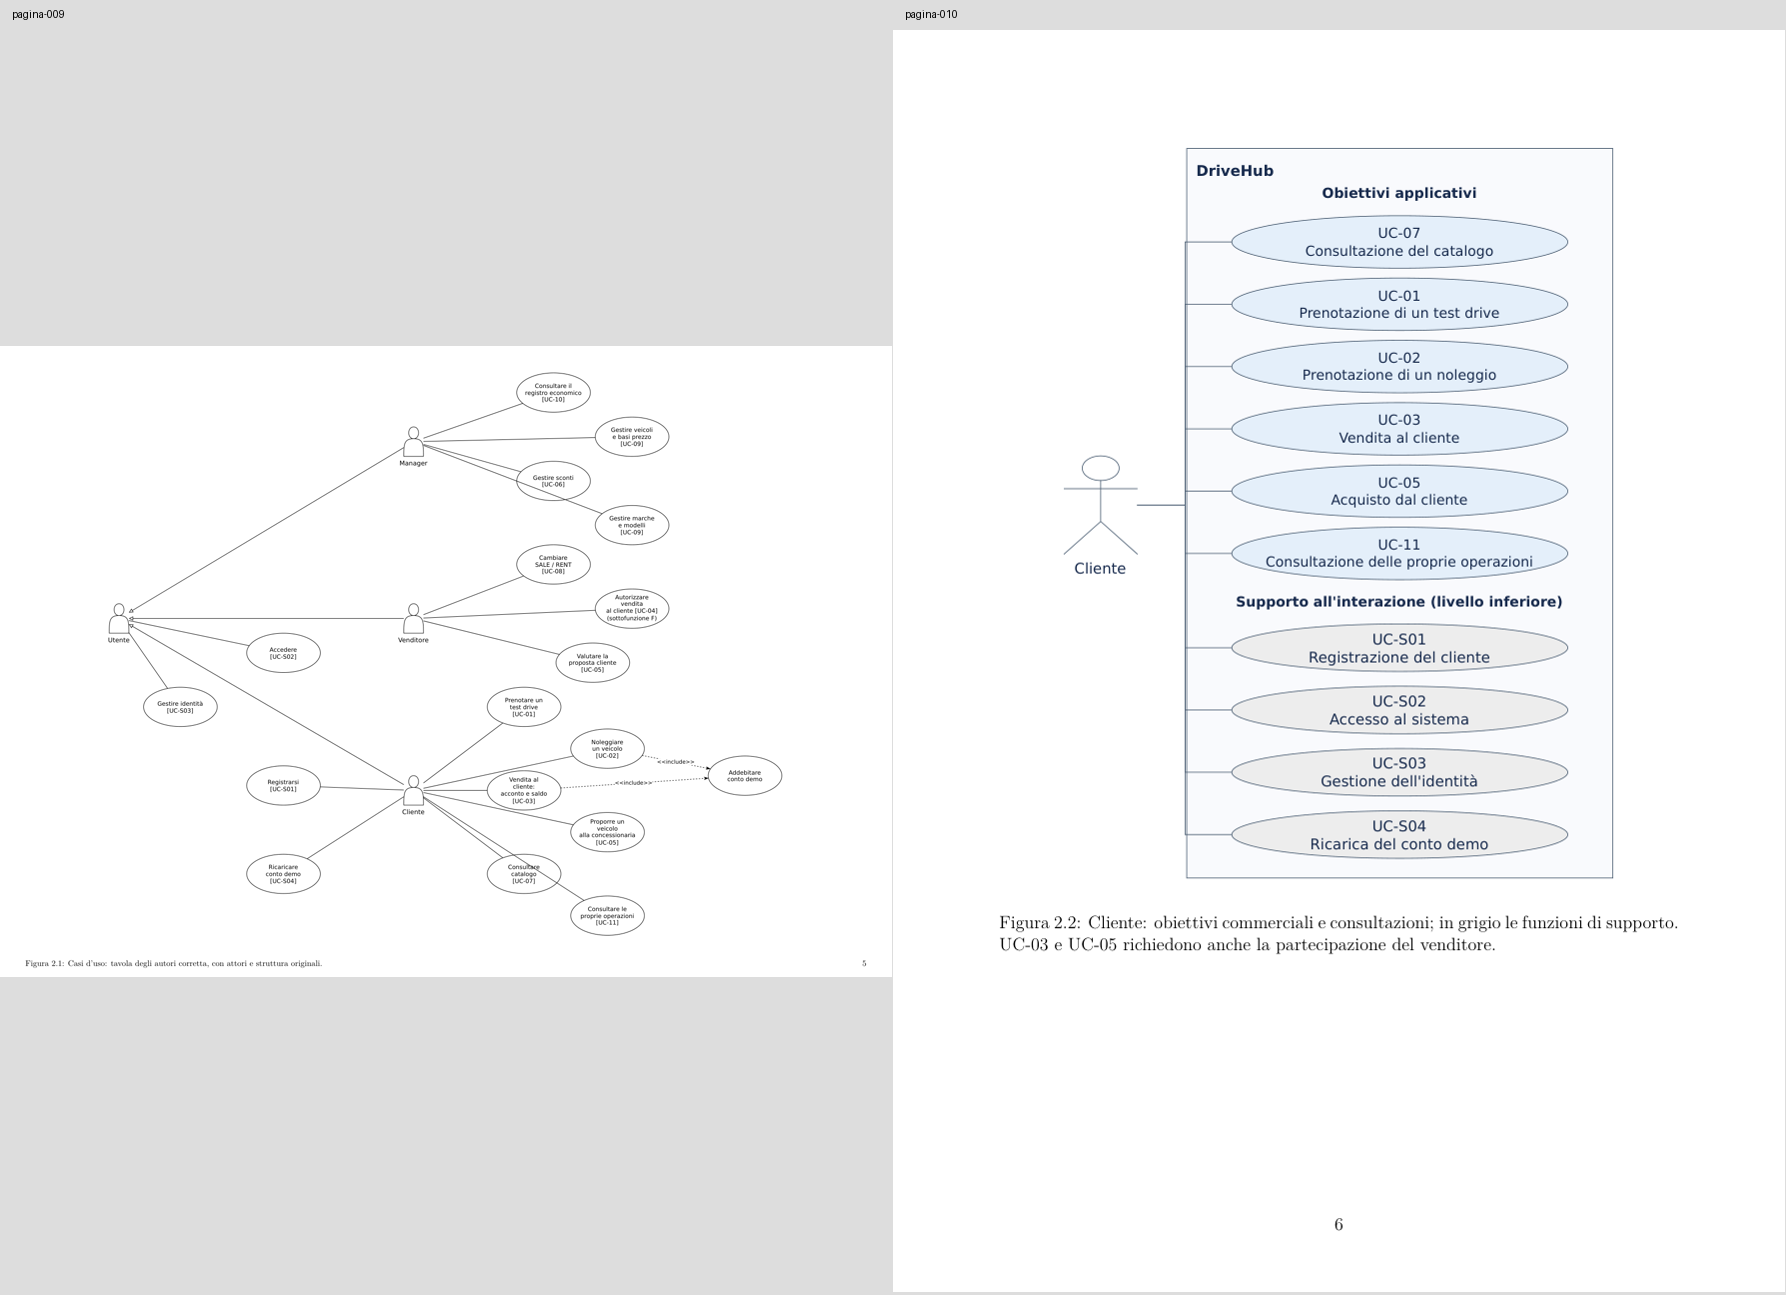 pagina-009
Consultare il
registro economico
[UC-10]
Gestire veicoli
e basi prezzo
[UC-09]
Manager
Gestire sconti
[UC-06]
Gestire marche
e modelli
[UC-09]
Cambiare
SALE / RENT
[UC-08]
Autorizzare
vendita
al cliente [UC-04]
(sottofunzione F)
Utente
Venditore
Accedere
[UC-S02]
Valutare la
proposta cliente
[UC-05]
Gestire identità
[UC-S03]
Prenotare un
test drive
[UC-01]
Noleggiare
un veicolo
[UC-02]
<<include>>
Addebitare
conto demo
Registrarsi
[UC-S01]
Vendita al
cliente:
acconto e saldo
[UC-03]
<<include>>
Cliente
Proporre un
veicolo
alla concessionaria
[UC-05]
Ricaricare
conto demo
[UC-S04]
Consultare
catalogo
[UC-07]
Consultare le
proprie operazioni
[UC-11]
Figura 2.1: Casi d'uso: tavola degli autori corretta, con attori e struttura originali.
5
pagina-010
DriveHub
Obiettivi applicativi
UC-07
Consultazione del catalogo
UC-01
Prenotazione di un test drive
UC-02
Prenotazione di un noleggio
UC-03
Vendita al cliente
UC-05
Acquisto dal cliente
UC-11
Consultazione delle proprie operazioni
Cliente
Supporto all'interazione (livello inferiore)
UC-S01
Registrazione del cliente
UC-S02
Accesso al sistema
UC-S03
Gestione dell'identità
UC-S04
Ricarica del conto demo
Figura 2.2: Cliente: obiettivi commerciali e consultazioni; in grigio le funzioni di supporto.
UC-03 e UC-05 richiedono anche la partecipazione del venditore.
6